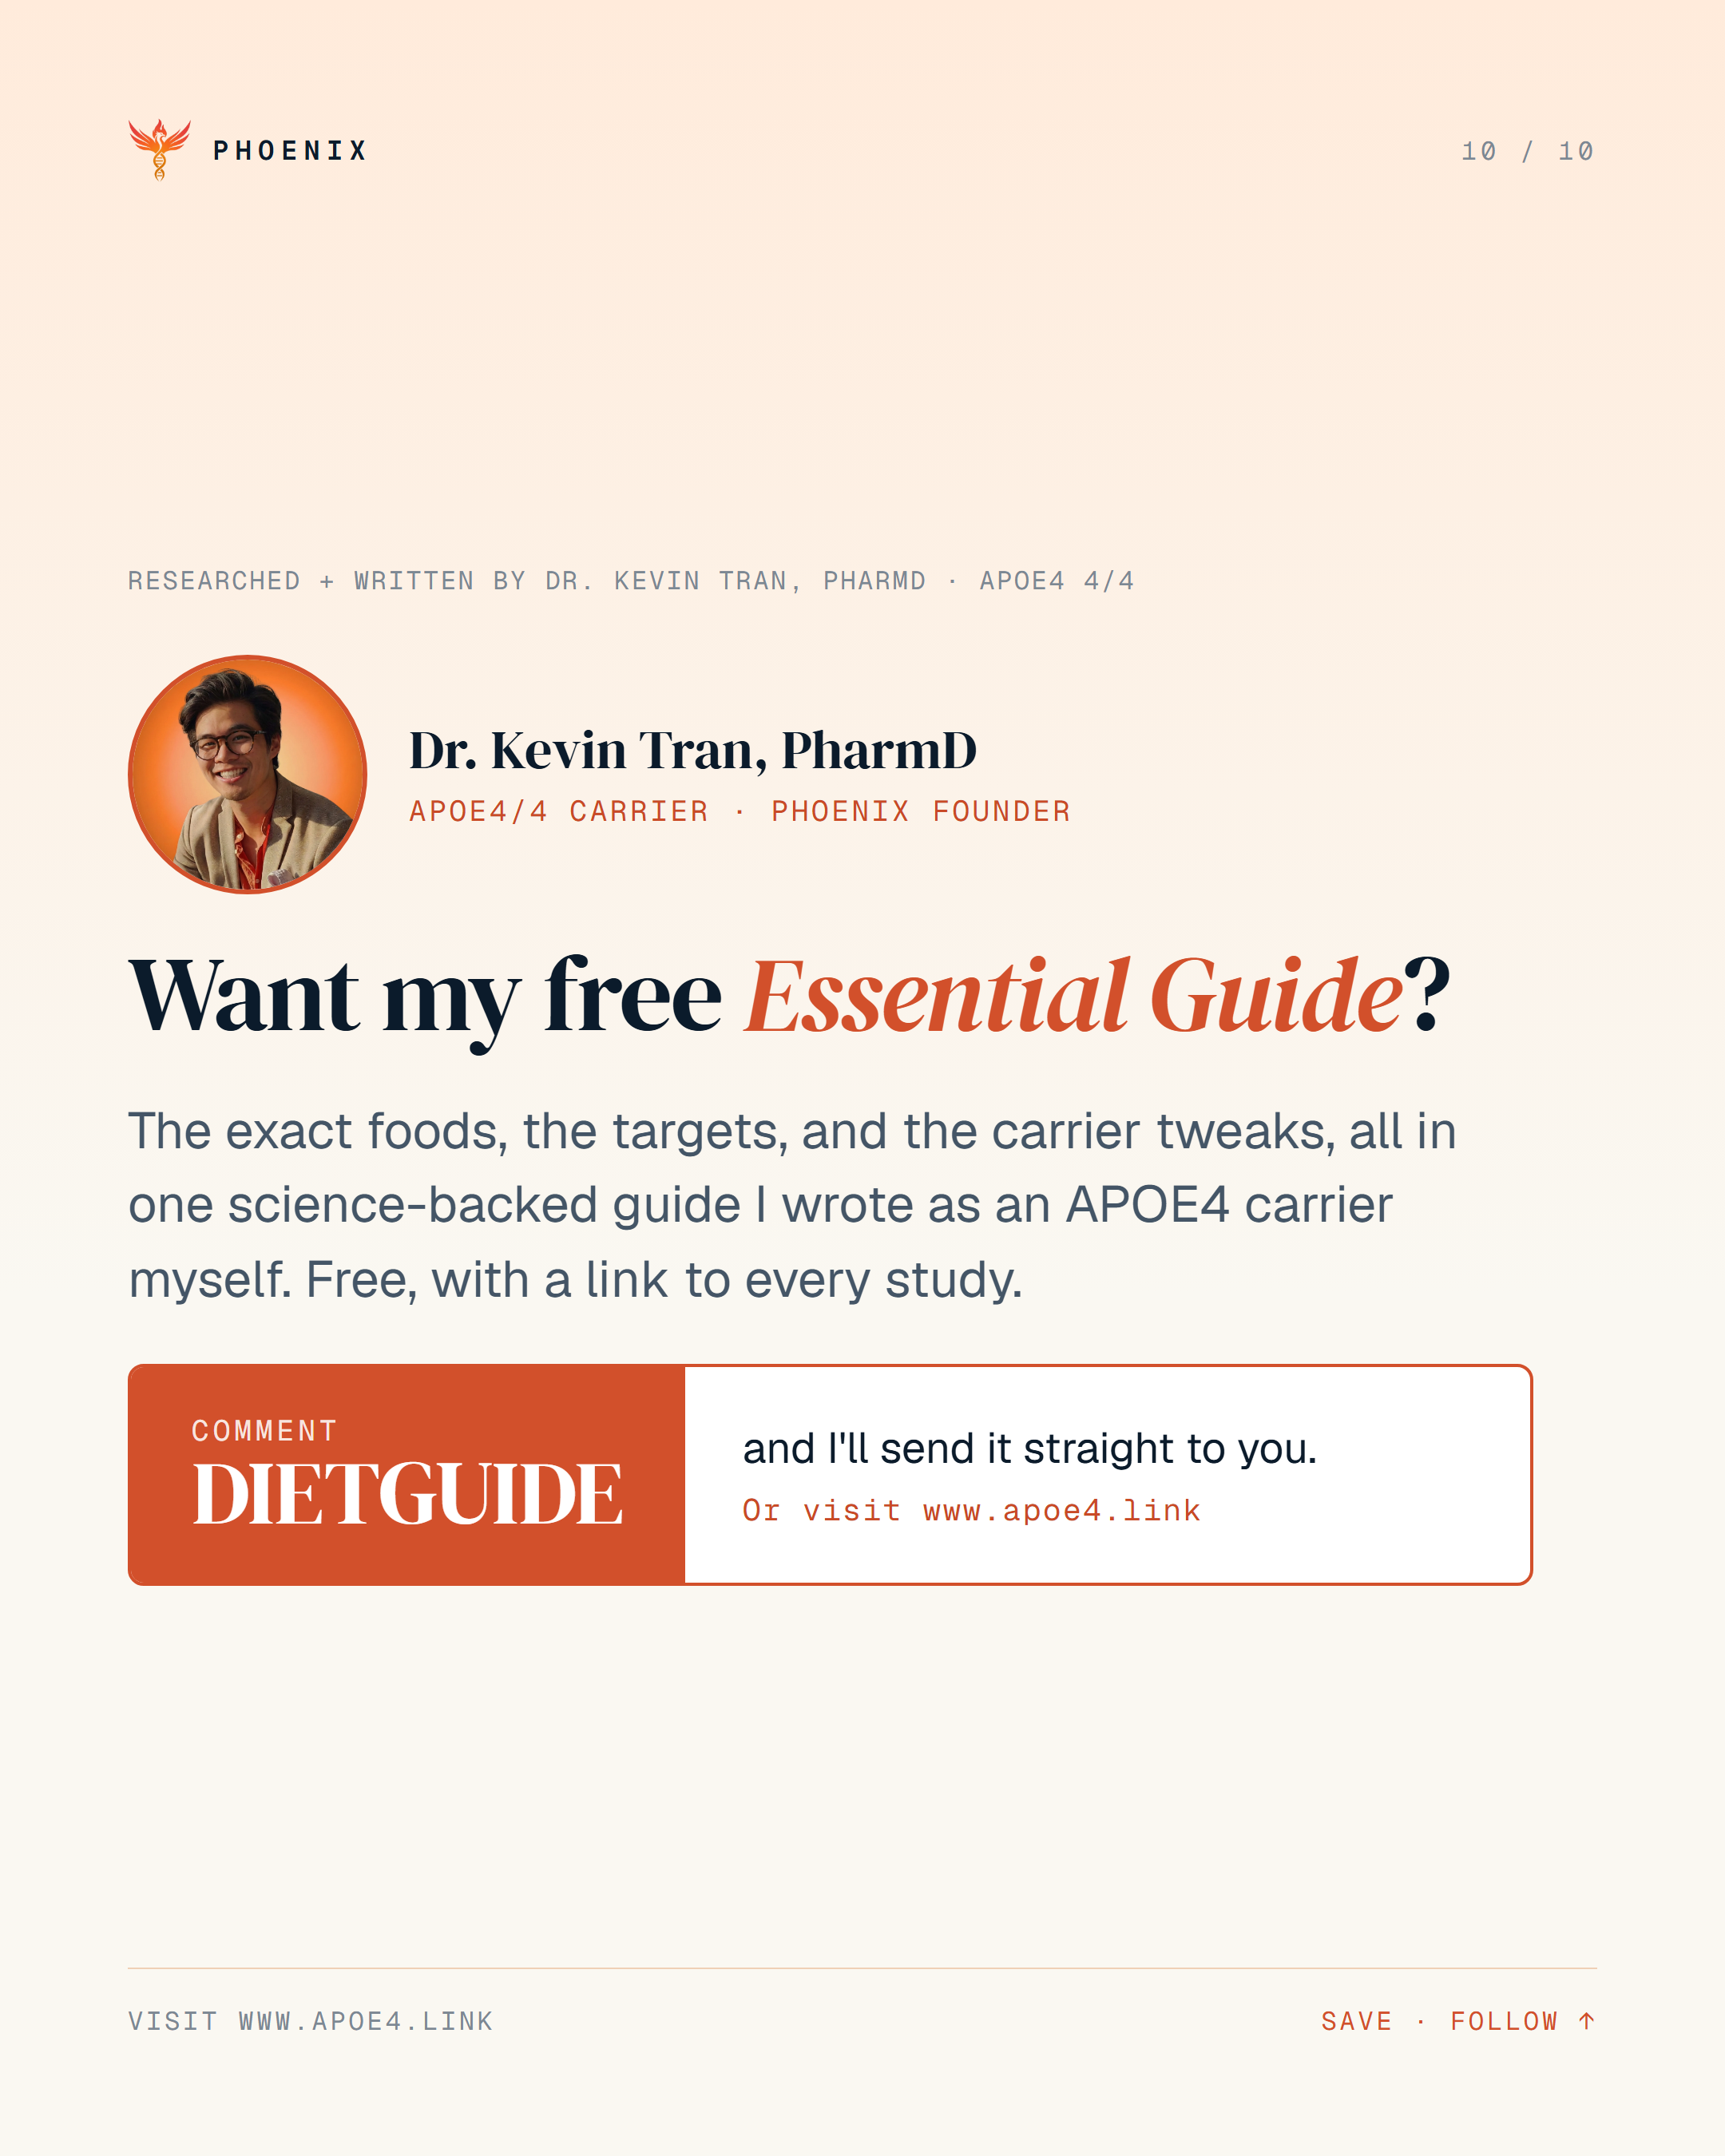 PHOENIX
10 / 10
RESEARCHED + WRITTEN BY DR. KEVIN TRAN, PHARMD · APOE4 4/4
Dr. Kevin Tran, PharmD
APOE4/4 CARRIER · PHOENIX FOUNDER
Want my free Essential Guide?
The exact foods, the targets, and the carrier tweaks, all in
one science-backed guide I wrote as an APOE4 carrier
myself. Free, with a link to every study.
COMMENT
DIETGUIDE
and I'll send it straight to you.
Or visit www.apoe4.link
VISIT WWW.APOE4.LINK
SAVE · FOLLOW ↑